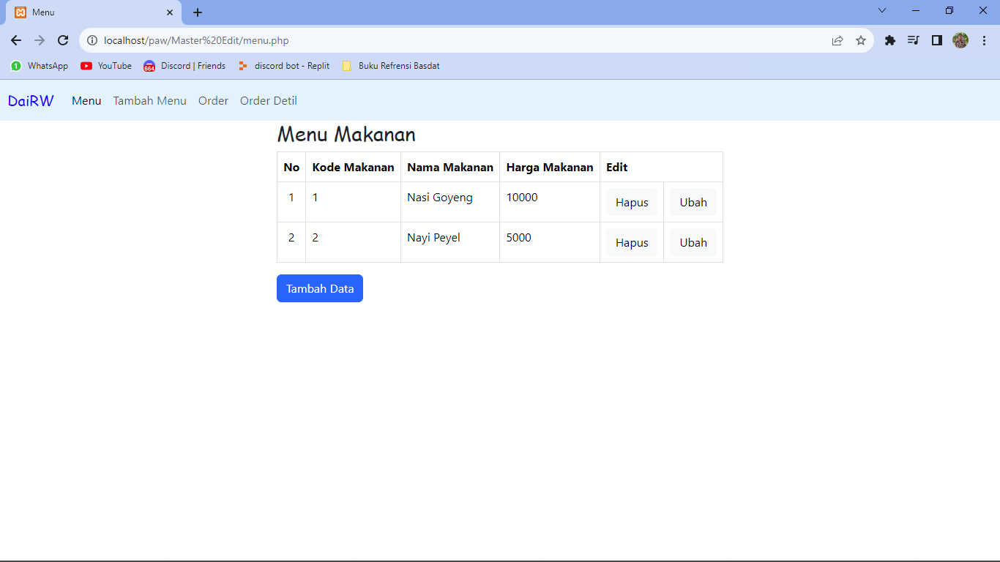 Menu
localhost/paw/Master%20Edit/menu.php
1 WhatsApp YouTube 664 Discord | Friends discord bot - Replit Buku Refrensi Basdat
DaiRW Menu Tambah Menu Order Order Detil
Menu Makanan
No Kode Makanan Nama Makanan Harga Makanan Edit
1 1 Nasi Goyeng 10000 Hapus Ubah
2 2 Nayi Peyel 5000 Hapus Ubah
Tambah Data